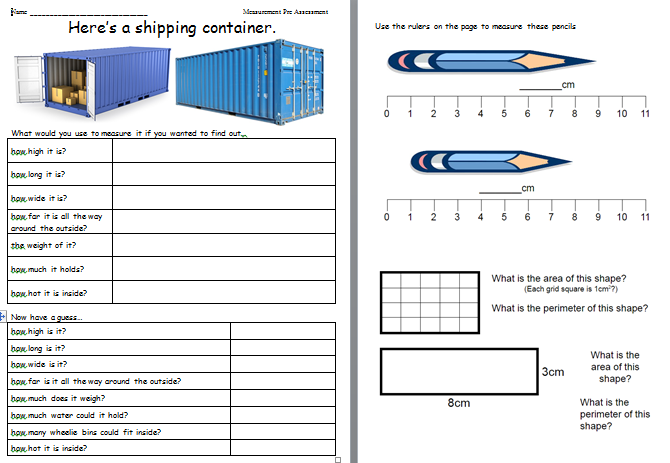 Name ______________________________ Measurement Pre Assessment
Here's a shipping container.
What would you use to measure it if you wanted to find out…
how high it is?
how long it is?
how wide it is?
how far it is all the way
around the outside?
the weight of it?
how much it holds?
how hot it is inside?
Now have a guess…
how high is it?
how long is it?
how wide is it?
how far is it all the way around the outside?
how much does it weigh?
how much water could it hold?
how many wheelie bins could fit inside?
how hot it is inside?
Use the rulers on the page to measure these pencils
_______cm
0 1 2 3 4 5 6 7 8 9 10 11
_______cm
0 1 2 3 4 5 6 7 8 9 10 11
What is the area of this shape?
(Each grid square is 1cm²?)
What is the perimeter of this shape?
3cm
8cm
What is the
area of this
shape?
What is the
perimeter of this
shape?